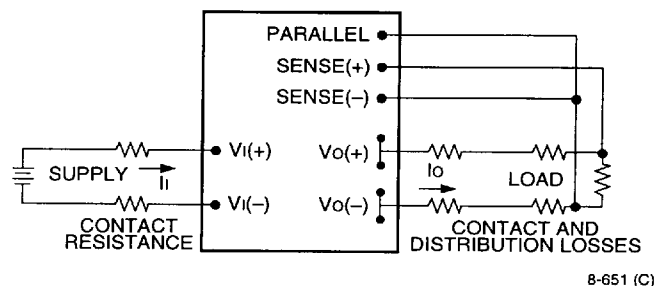 PARALLEL
SENSE(+)
SENSE(–)
VI(+)
VO(+)
SUPPLY
II
IO
LOAD
VI(–)
VO(–)
CONTACT
RESISTANCE
CONTACT AND
DISTRIBUTION LOSSES
8-651 (C)